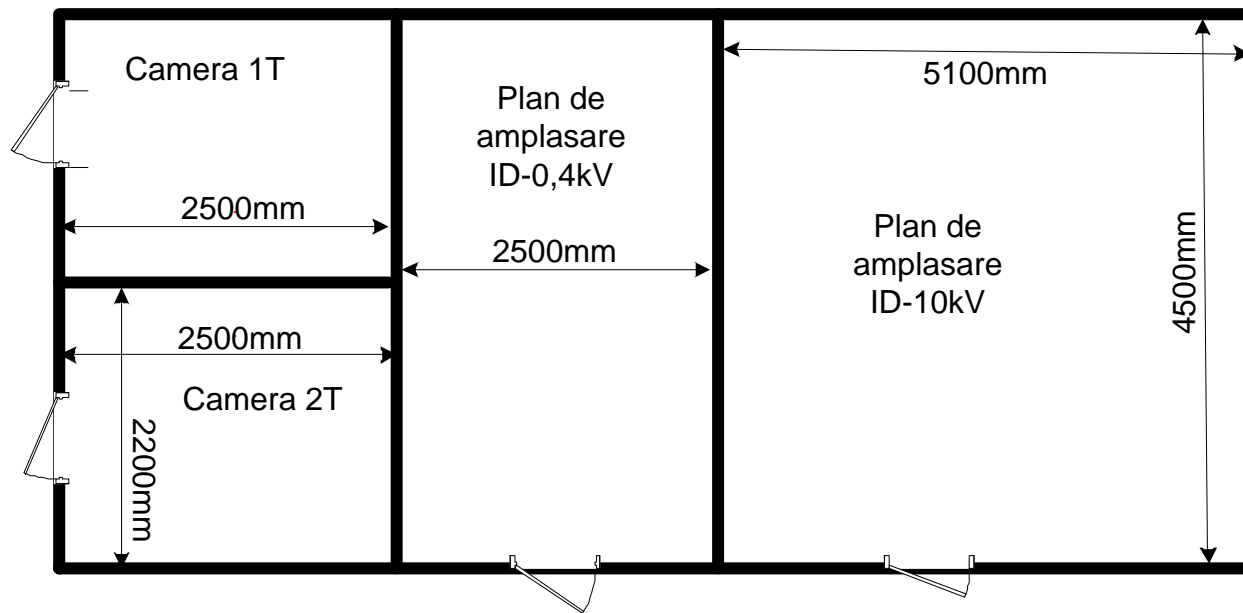 Camera 1T
2500mm
2500mm
Camera 2T
2200mm
Plan de
amplasare
ID-0,4kV
2500mm
5100mm
Plan de
amplasare
ID-10kV
4500mm